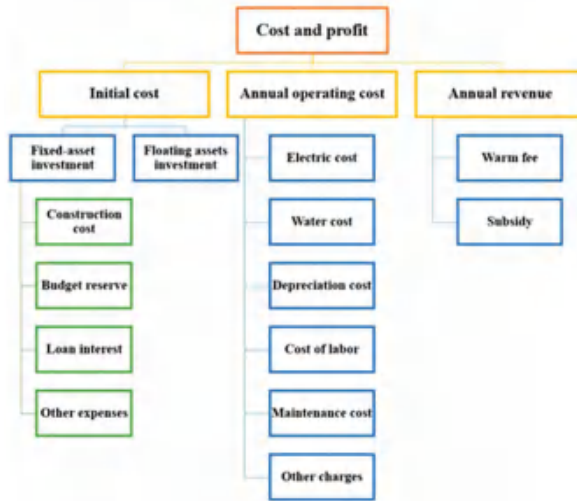 Cost and profit
Initial cost
Annual operating cost
Annual revenue
Fixed-asset
investment
Floating assets
investment
Electric cost
Warm fee
Construction
cost
Water cost
Subsidy
Budget reserve
Depreciation cost
Loan interest
Cost of labor
Other expenses
Maintenance cost
Other charges